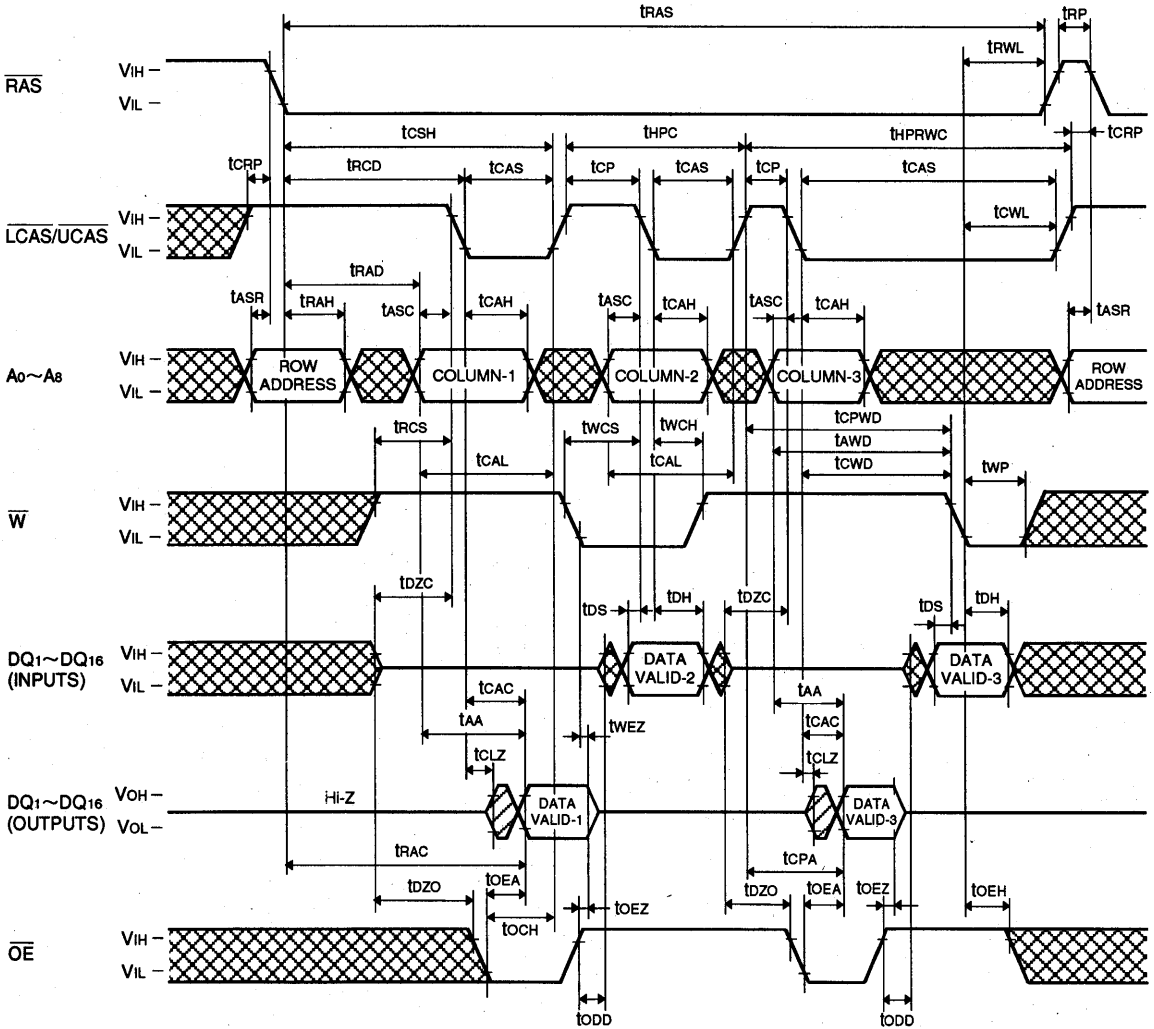 tRAS
tRP
tRWL
RAS
VIH
VIL
tCSH
tHPC
tHPRWC
tCRP
tCRP
tRCD
tCAS
tCP
tCAS
tCP
tCAS
LCAS/UCAS
VIH
VIL
tCWL
tRAD
tASR
tRAH
tASC
tCAH
tASC
tCAH
tASC
tCAH
tASR
A0~A8
VIH
VIL
ROW
ADDRESS
COLUMN-1
COLUMN-2
COLUMN-3
ROW
ADDRESS
tRCS
tWCS
tWCH
tCPWD
tAWD
tCAL
tCAL
tCWD
tWP
W
VIH
VIL
tDZC
tDS
tDH
tDZC
tDS
tDH
DQ1~DQ16
(INPUTS)
VIH
VIL
DATA
VALID-2
DATA
VALID-3
tCAC
tAA
tWEZ
tAA
tCAC
tCLZ
tCLZ
DQ1~DQ16
(OUTPUTS)
VOH
VOL
Hi-Z
DATA
VALID-1
DATA
VALID-3
tRAC
tCPA
tDZO
tOEA
tOEZ
tDZO
tOEA
tOEZ
tOEH
tOCH
OE
VIH
VIL
tODD
tODD